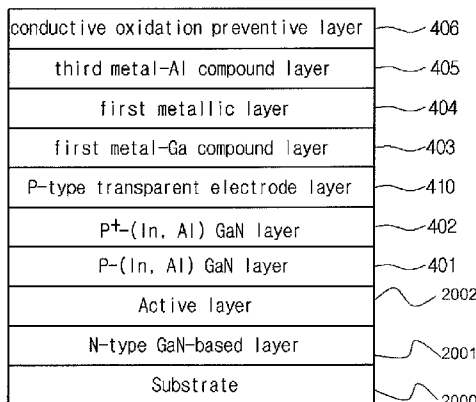 conductive oxidation preventive layer 406
third metal-Al compound layer 405
first metallic layer 404
first metal-Ga compound layer 403
P-type transparent electrode layer 410
P+-(In, Al) GaN layer 402
P-(In, Al) GaN layer 401
Active layer 2002
N-type GaN-based layer 2001
Substrate 2000